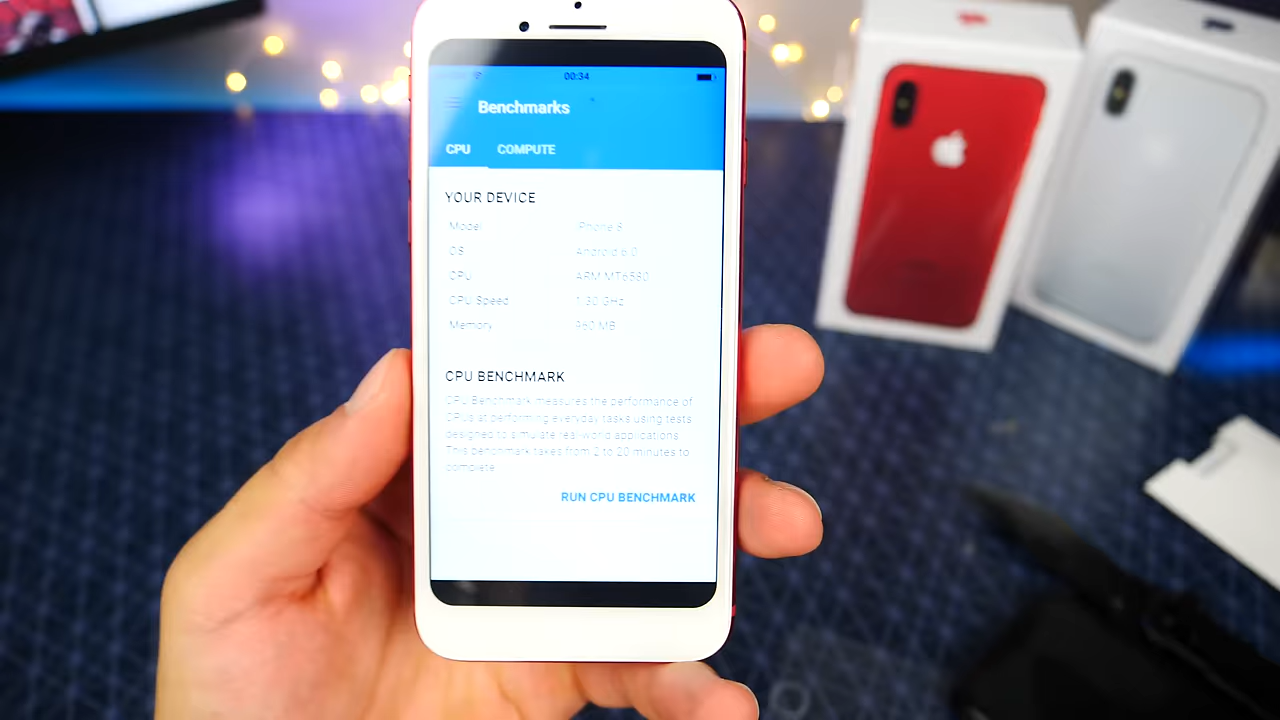 00:34
Benchmarks
CPU COMPUTE
YOUR DEVICE
Model iPhone 8
OS Android 6.0
CPU ARM MT6580
CPU Speed 1.30 GHz
Memory 960 MB
CPU BENCHMARK
CPU Benchmark measures the performance of
CPUs at performing everyday tasks using tests
designed to simulate real-world applications.
This benchmark takes from 2 to 20 minutes to
complete.
RUN CPU BENCHMARK